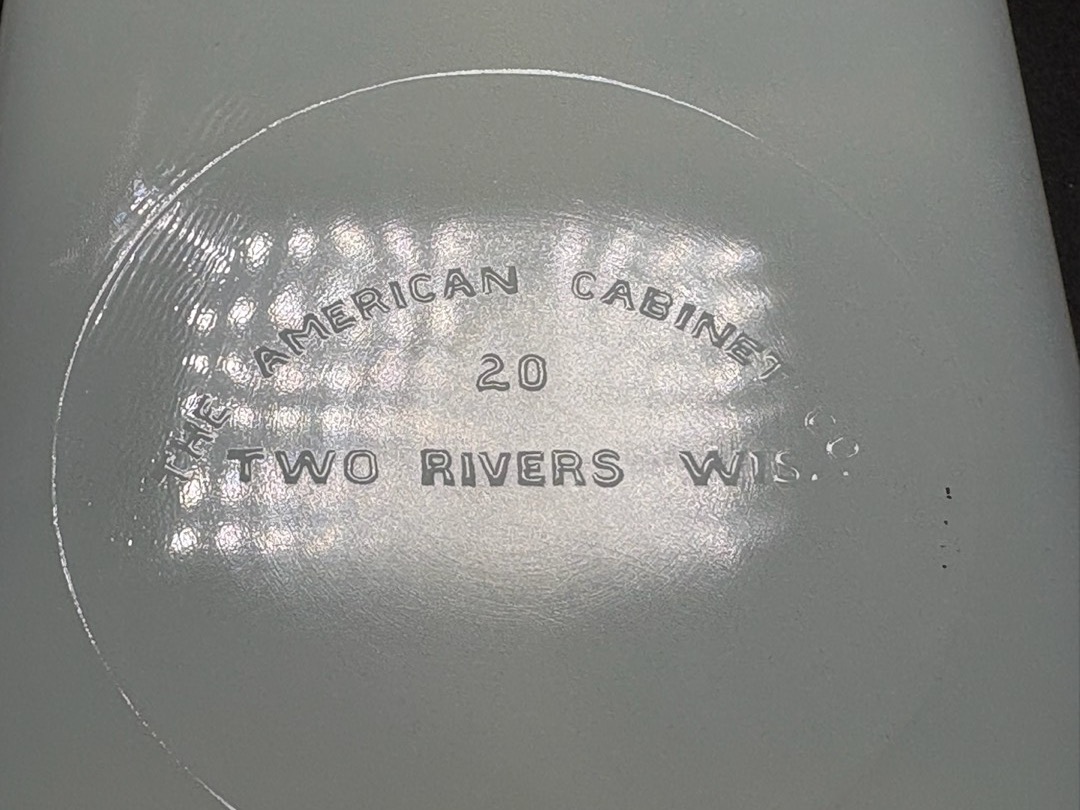 THE AMERICAN CABINET CO.
20
TWO RIVERS WIS.